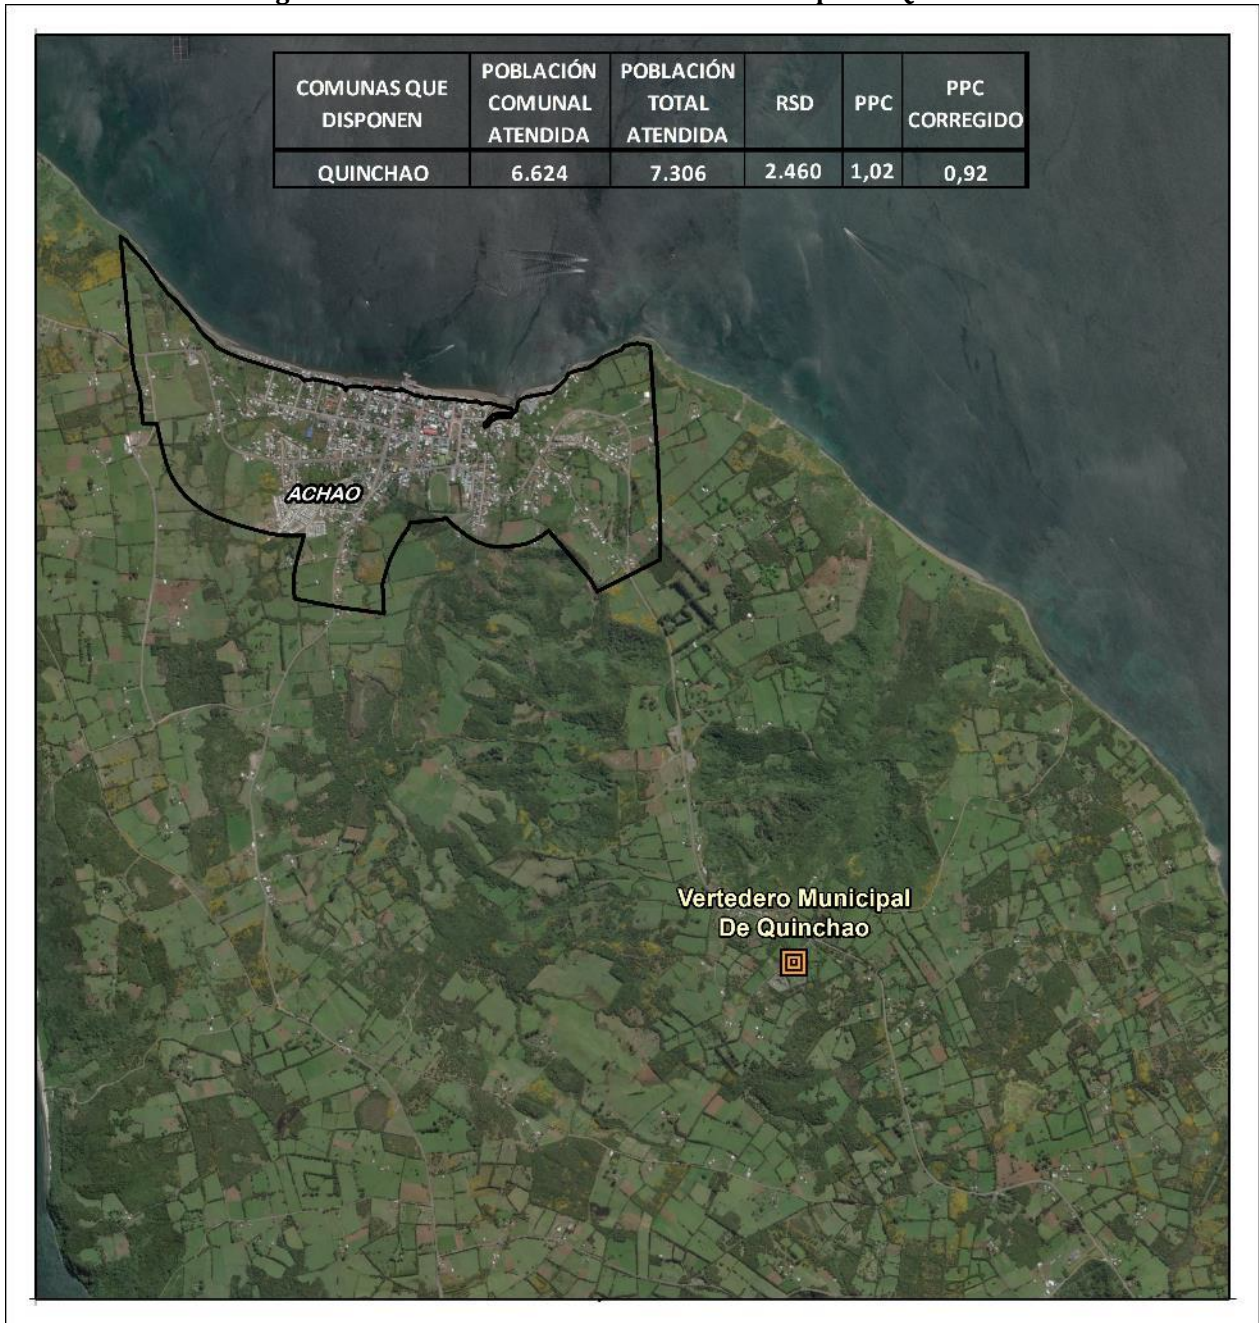 COMUNAS QUE DISPONEN POBLACIÓN COMUNAL ATENDIDA POBLACIÓN TOTAL ATENDIDA RSD PPC PPC CORREGIDO
QUINCHAO 6.624 7.306 2.460 1,02 0,92
ACHAO
Vertedero Municipal
De Quinchao